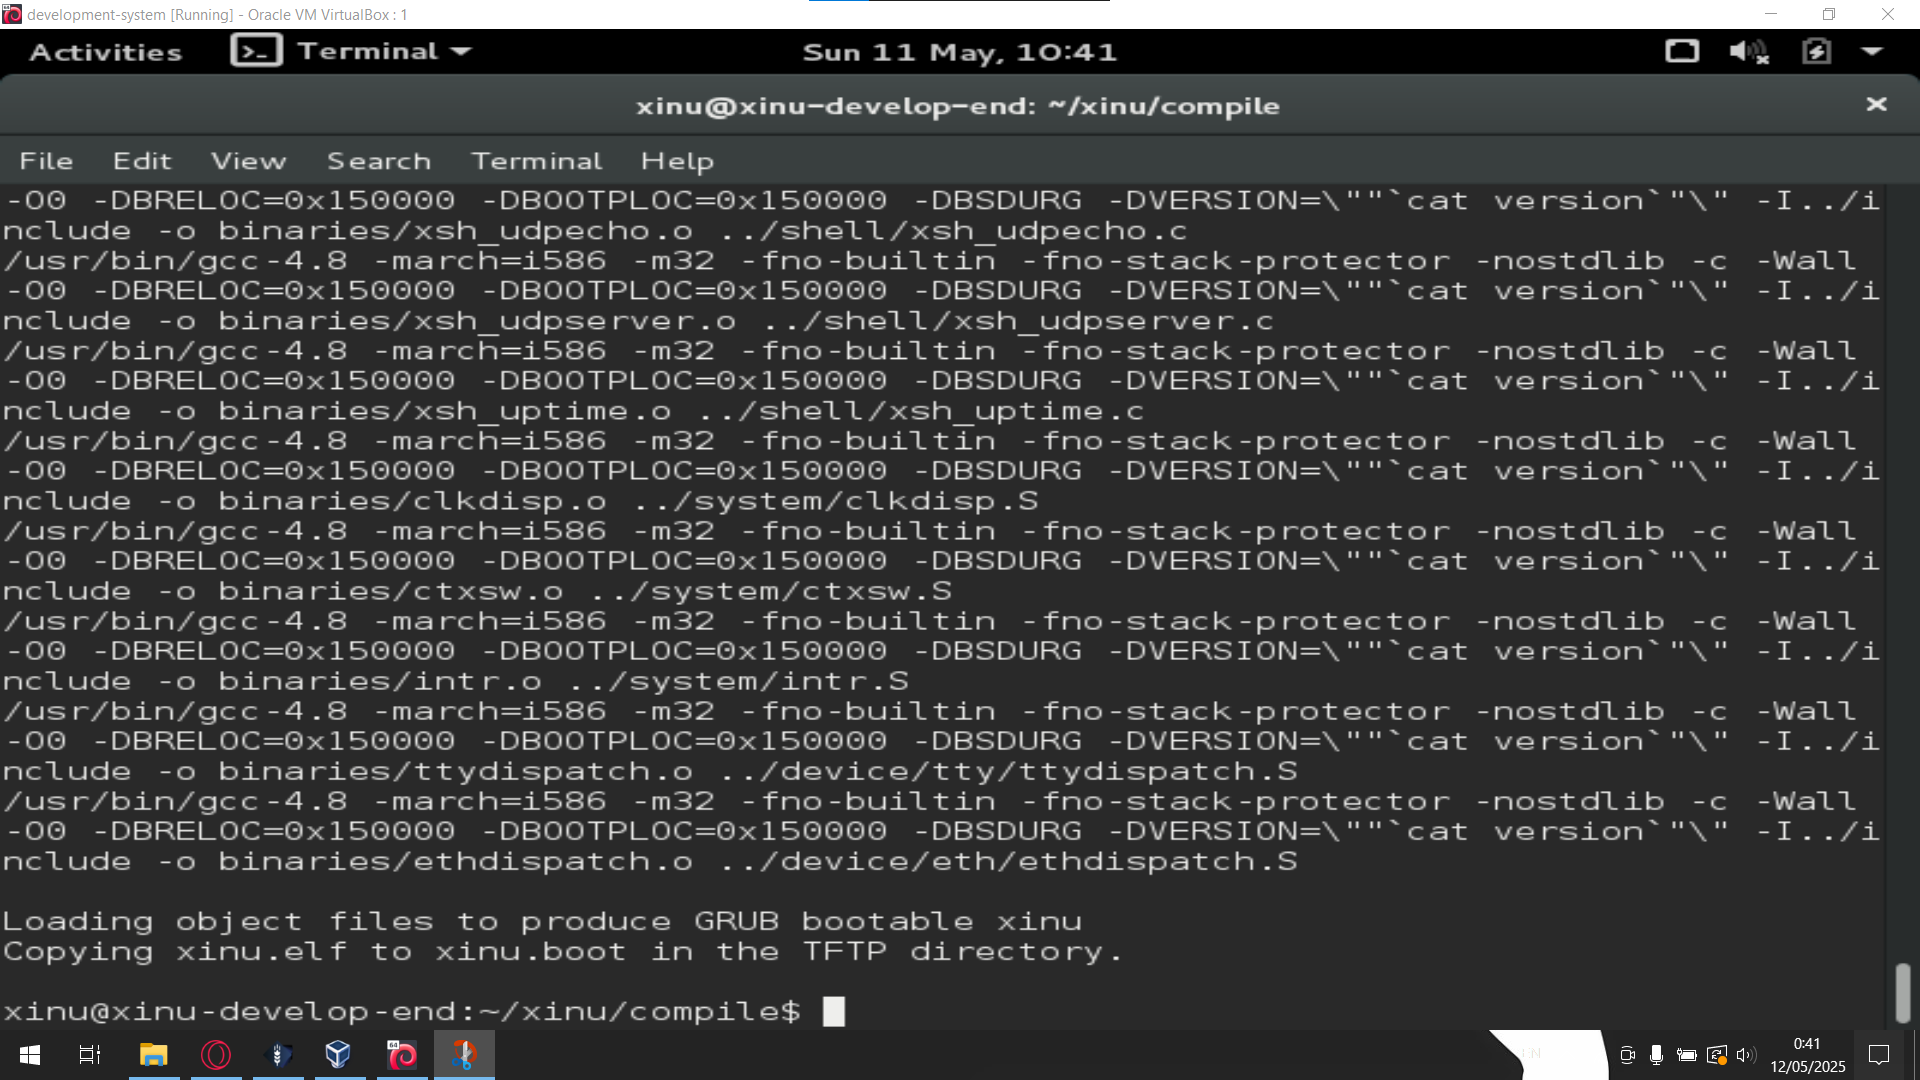 development-system [Running] - Oracle VM VirtualBox : 1
Activities Terminal Sun 11 May, 10:41
xinu@xinu-develop-end: ~/xinu/compile
File Edit View Search Terminal Help
-O0 -DBRELOC=0x150000 -DBOOTPLOC=0x150000 -DBSDURG -DVERSION=\""`cat version`"\" -I../i
nclude -o binaries/xsh_udpecho.o ../shell/xsh_udpecho.c
/usr/bin/gcc-4.8 -march=i586 -m32 -fno-builtin -fno-stack-protector -nostdlib -c -Wall
-O0 -DBRELOC=0x150000 -DBOOTPLOC=0x150000 -DBSDURG -DVERSION=\""`cat version`"\" -I../i
nclude -o binaries/xsh_udpserver.o ../shell/xsh_udpserver.c
/usr/bin/gcc-4.8 -march=i586 -m32 -fno-builtin -fno-stack-protector -nostdlib -c -Wall
-O0 -DBRELOC=0x150000 -DBOOTPLOC=0x150000 -DBSDURG -DVERSION=\""`cat version`"\" -I../i
nclude -o binaries/xsh_uptime.o ../shell/xsh_uptime.c
/usr/bin/gcc-4.8 -march=i586 -m32 -fno-builtin -fno-stack-protector -nostdlib -c -Wall
-O0 -DBRELOC=0x150000 -DBOOTPLOC=0x150000 -DBSDURG -DVERSION=\""`cat version`"\" -I../i
nclude -o binaries/clkdisp.o ../system/clkdisp.S
/usr/bin/gcc-4.8 -march=i586 -m32 -fno-builtin -fno-stack-protector -nostdlib -c -Wall
-O0 -DBRELOC=0x150000 -DBOOTPLOC=0x150000 -DBSDURG -DVERSION=\""`cat version`"\" -I../i
nclude -o binaries/ctxsw.o ../system/ctxsw.S
/usr/bin/gcc-4.8 -march=i586 -m32 -fno-builtin -fno-stack-protector -nostdlib -c -Wall
-O0 -DBRELOC=0x150000 -DBOOTPLOC=0x150000 -DBSDURG -DVERSION=\""`cat version`"\" -I../i
nclude -o binaries/intr.o ../system/intr.S
/usr/bin/gcc-4.8 -march=i586 -m32 -fno-builtin -fno-stack-protector -nostdlib -c -Wall
-O0 -DBRELOC=0x150000 -DBOOTPLOC=0x150000 -DBSDURG -DVERSION=\""`cat version`"\" -I../i
nclude -o binaries/ttydispatch.o ../device/tty/ttydispatch.S
/usr/bin/gcc-4.8 -march=i586 -m32 -fno-builtin -fno-stack-protector -nostdlib -c -Wall
-O0 -DBRELOC=0x150000 -DBOOTPLOC=0x150000 -DBSDURG -DVERSION=\""`cat version`"\" -I../i
nclude -o binaries/ethdispatch.o ../device/eth/ethdispatch.S
Loading object files to produce GRUB bootable xinu
Copying xinu.elf to xinu.boot in the TFTP directory.
xinu@xinu-develop-end:~/xinu/compile$
64
0:41
12/05/2025